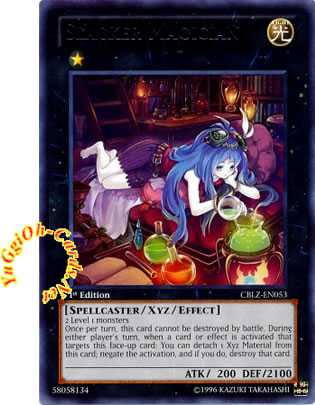 SLACKER MAGICIAN
LIGHT
光
YuGgiOh-Cards.Net
1st Edition
CBLZ-EN053
[SPELLCASTER / XYZ / EFFECT]
2 Level 1 monsters
Once per turn, this card cannot be destroyed by battle. During
either player's turn, when a card or effect is activated that
targets this face-up card: You can detach 1 Xyz Material from
this card; negate the activation, and if you do, destroy that card.
ATK/ 200 DEF/2100
58058134
©1996 KAZUKI TAKAHASHI